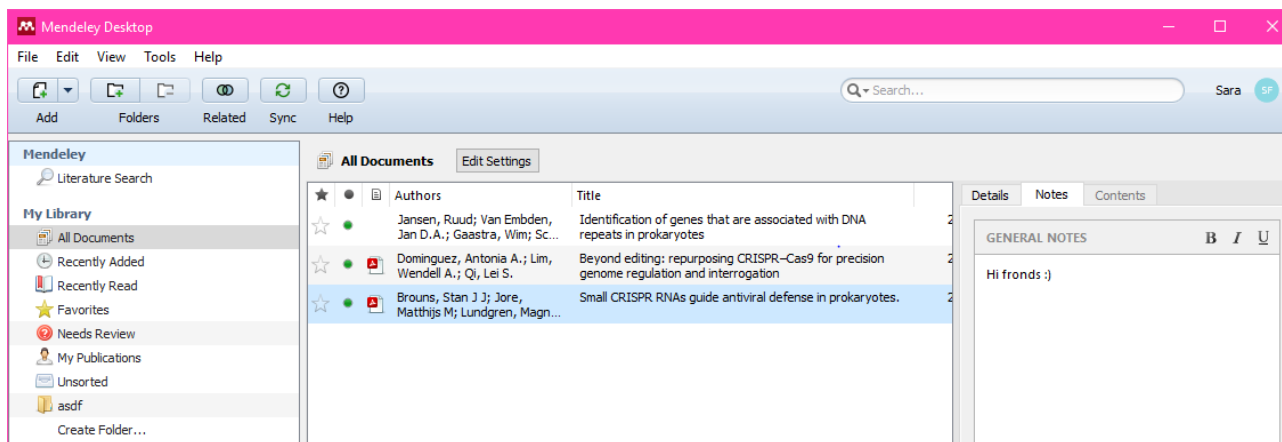 Mendeley Desktop
File Edit View Tools Help
Search...
Sara SF
Add Folders Related Sync Help
Mendeley
Literature Search
My Library
All Documents
Recently Added
Recently Read
Favorites
Needs Review
My Publications
Unsorted
asdf
Create Folder...
All Documents Edit Settings
Authors Title
Jansen, Ruud; Van Embden, Identification of genes that are associated with DNA 2
Jan D.A.; Gaastra, Wim; Sc... repeats in prokaryotes
Dominguez, Antonia A.; Lim, Beyond editing: repurposing CRISPR–Cas9 for precision 2
Wendell A.; Qi, Lei S. genome regulation and interrogation
Brouns, Stan J J; Jore, Small CRISPR RNAs guide antiviral defense in prokaryotes. 2
Matthijs M; Lundgren, Magn...
Details Notes Contents
GENERAL NOTES B I U
Hi fronds :)